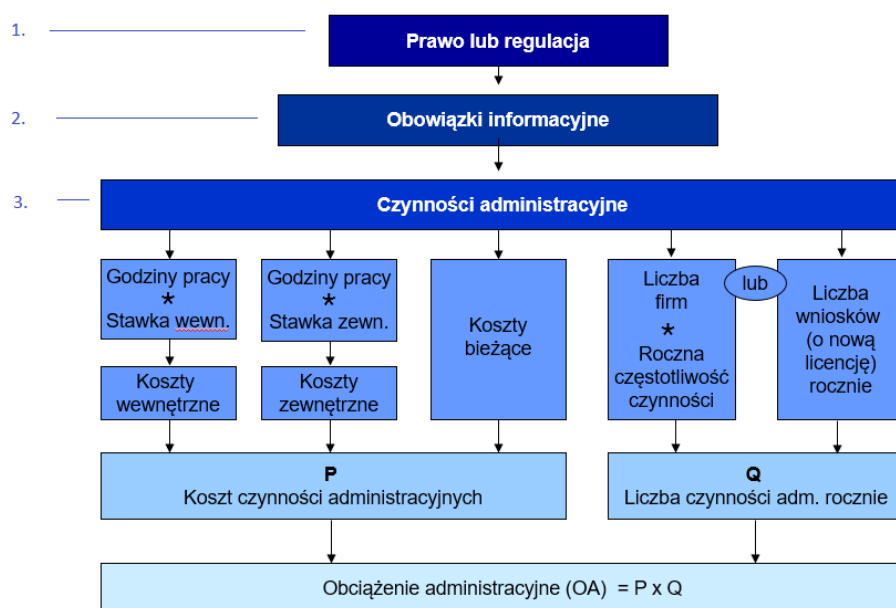 1.
Prawo lub regulacja
2.
Obowiązki informacyjne
3.
Czynności administracyjne
Godziny pracy
*
Stawka wewn.
Godziny pracy
*
Stawka zewn.
Koszty
bieżące
Liczba
firm
*
Roczna
częstotliwość
czynności
lub
Liczba
wniosków
(o nową
licencję)
rocznie
Koszty
wewnętrzne
Koszty
zewnętrzne
P
Koszt czynności administracyjnych
Q
Liczba czynności adm. rocznie
Obciążenie administracyjne (OA) = P x Q